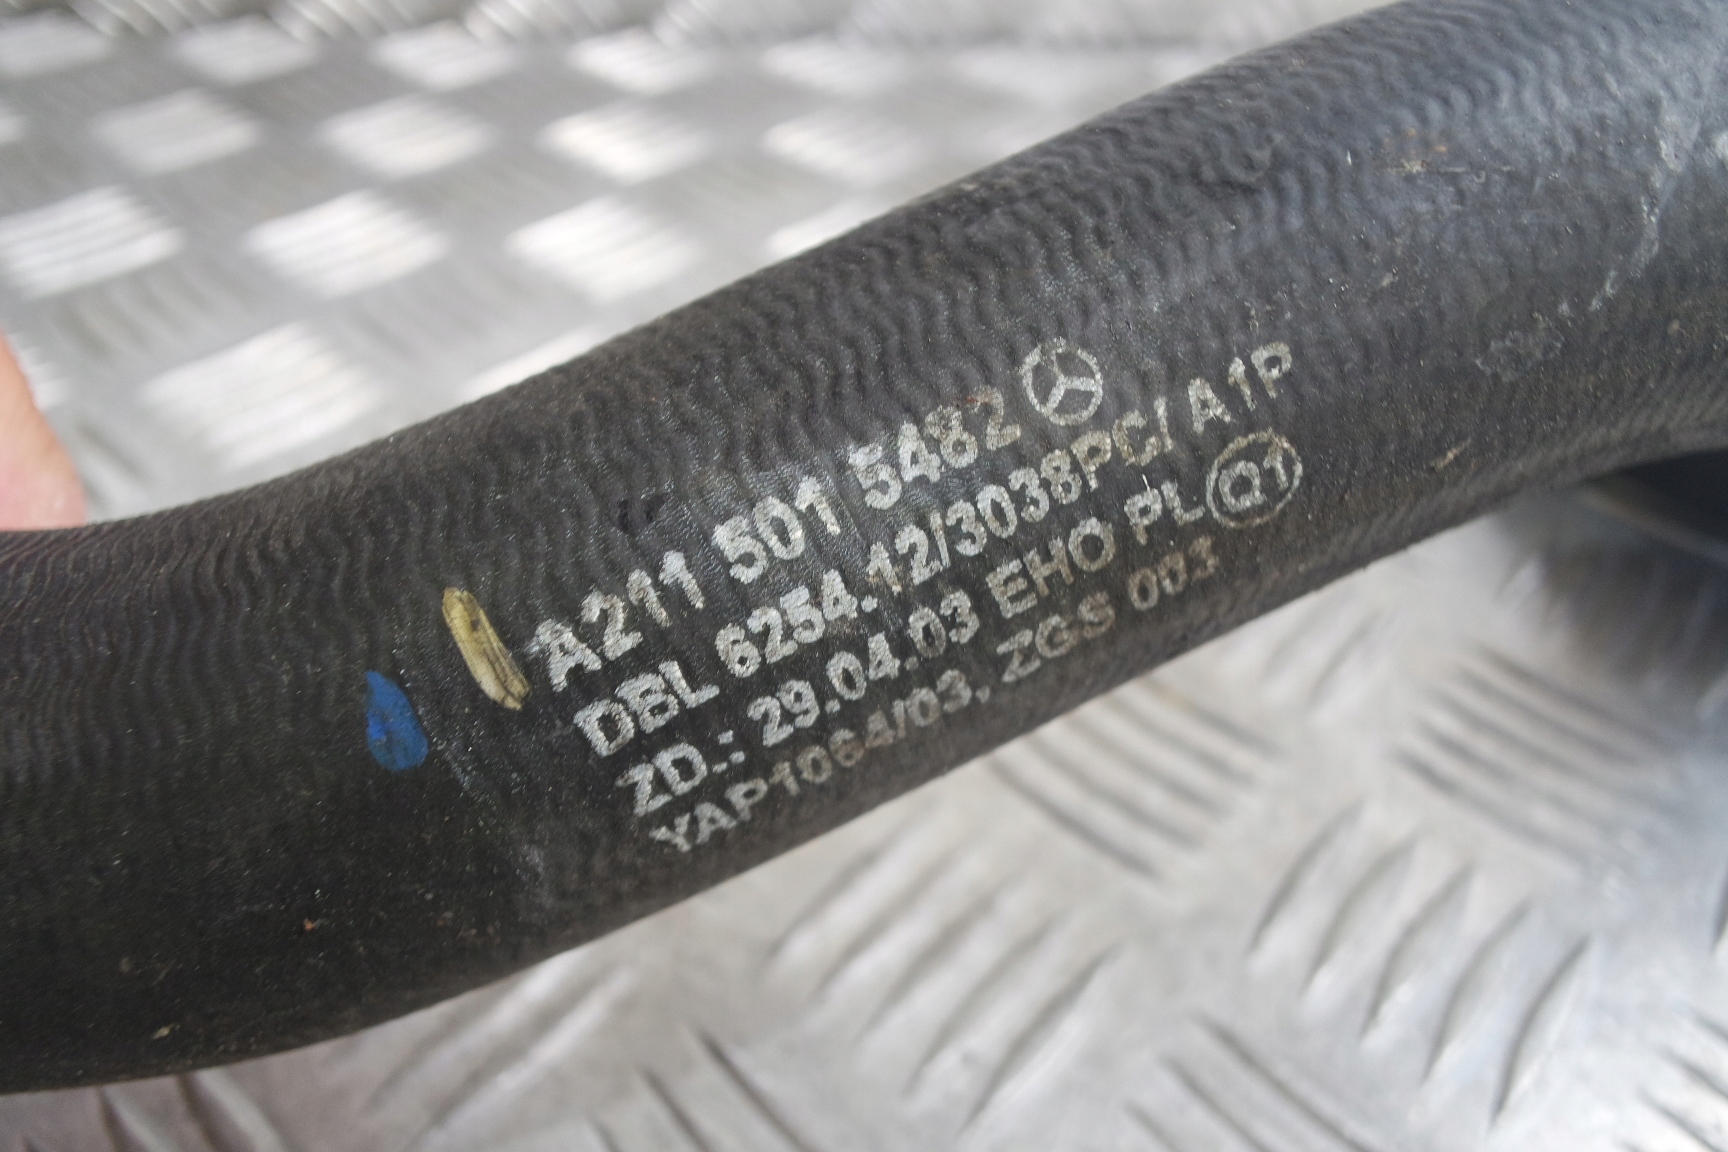 A211 501 5482
DBL 6254.12/3038PC/ A1P
ZD.: 29.04.03 EHO PL Q1
YAP1064/03, ZGS 003